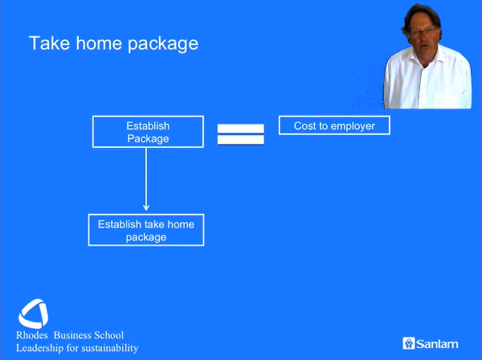 Take home package
Establish
Package
Cost to employer
Establish take home
package
Rhodes Business School
Leadership for sustainability
Sanlam